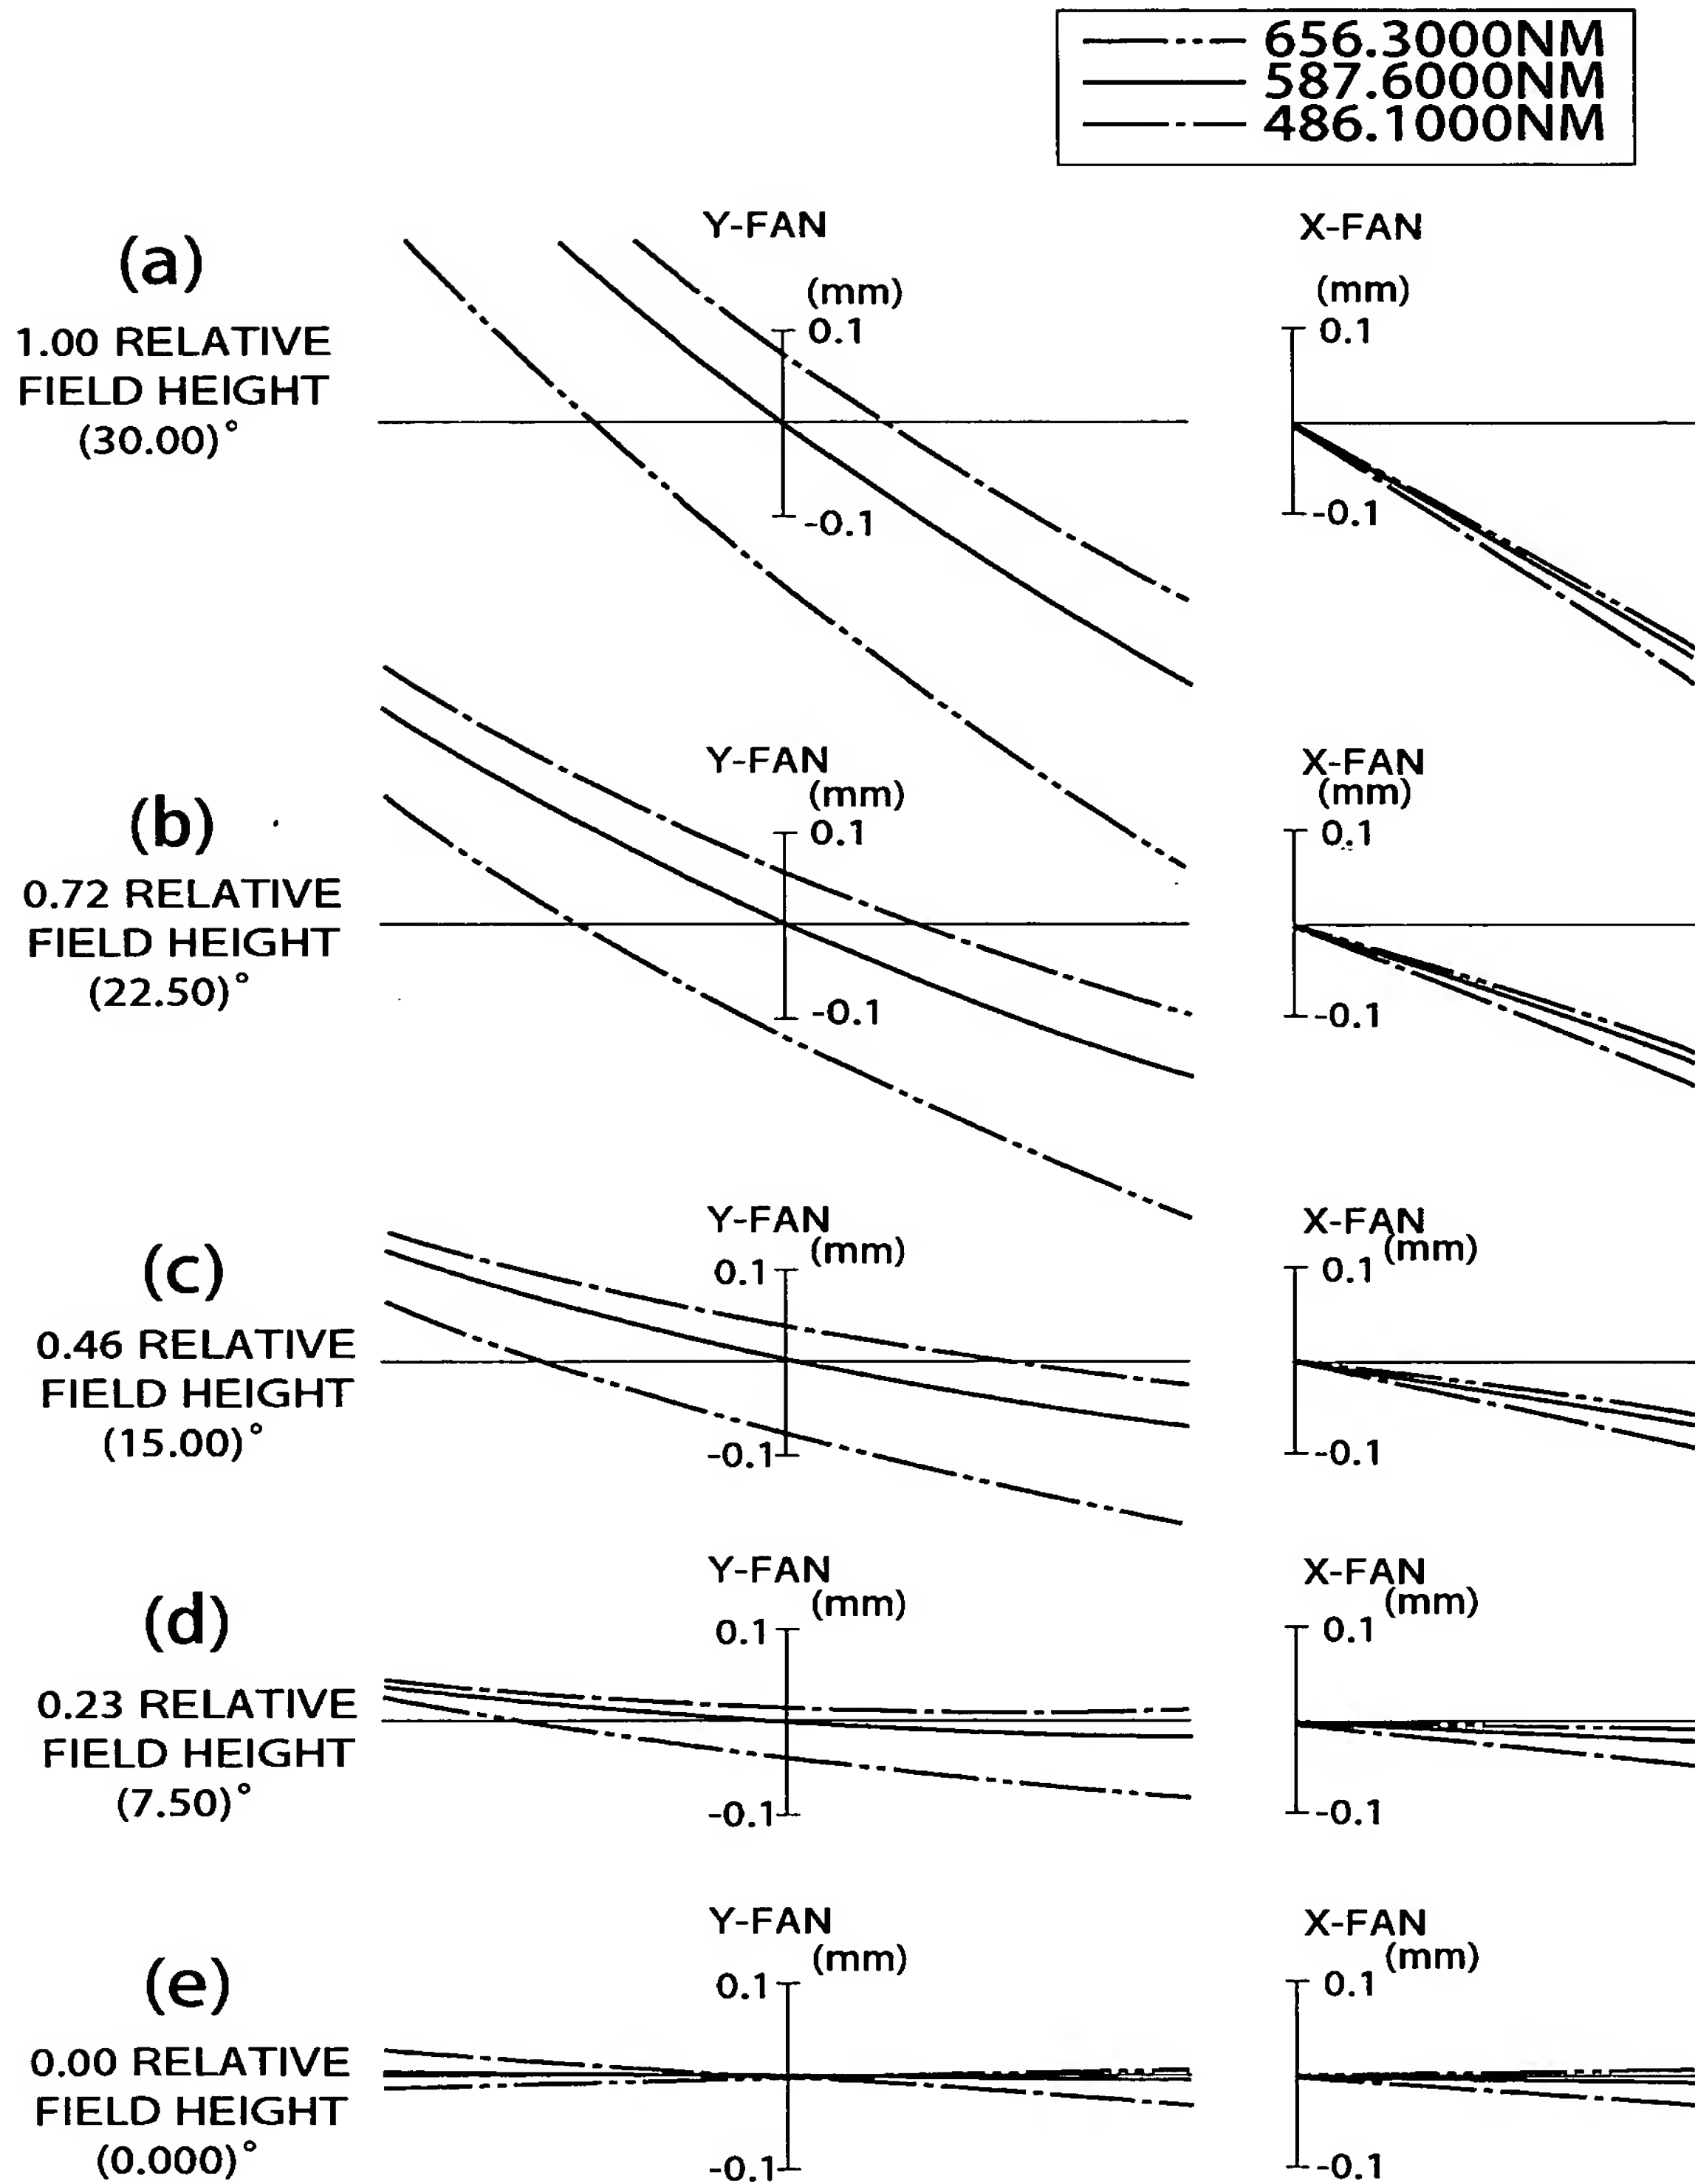 656.3000NM
587.6000NM
486.1000NM
(a)
1.00 RELATIVE
FIELD HEIGHT
(30.00)°
Y-FAN
(mm)
0.1
-0.1
X-FAN
(mm)
0.1
-0.1
(b)
0.72 RELATIVE
FIELD HEIGHT
(22.50)°
Y-FAN
(mm)
0.1
-0.1
X-FAN
(mm)
0.1
-0.1
(c)
0.46 RELATIVE
FIELD HEIGHT
(15.00)°
Y-FAN
(mm)
0.1
-0.1
X-FAN
(mm)
0.1
-0.1
(d)
0.23 RELATIVE
FIELD HEIGHT
(7.50)°
Y-FAN
(mm)
0.1
-0.1
X-FAN
(mm)
0.1
-0.1
(e)
0.00 RELATIVE
FIELD HEIGHT
(0.000)°
Y-FAN
(mm)
0.1
-0.1
X-FAN
(mm)
0.1
-0.1